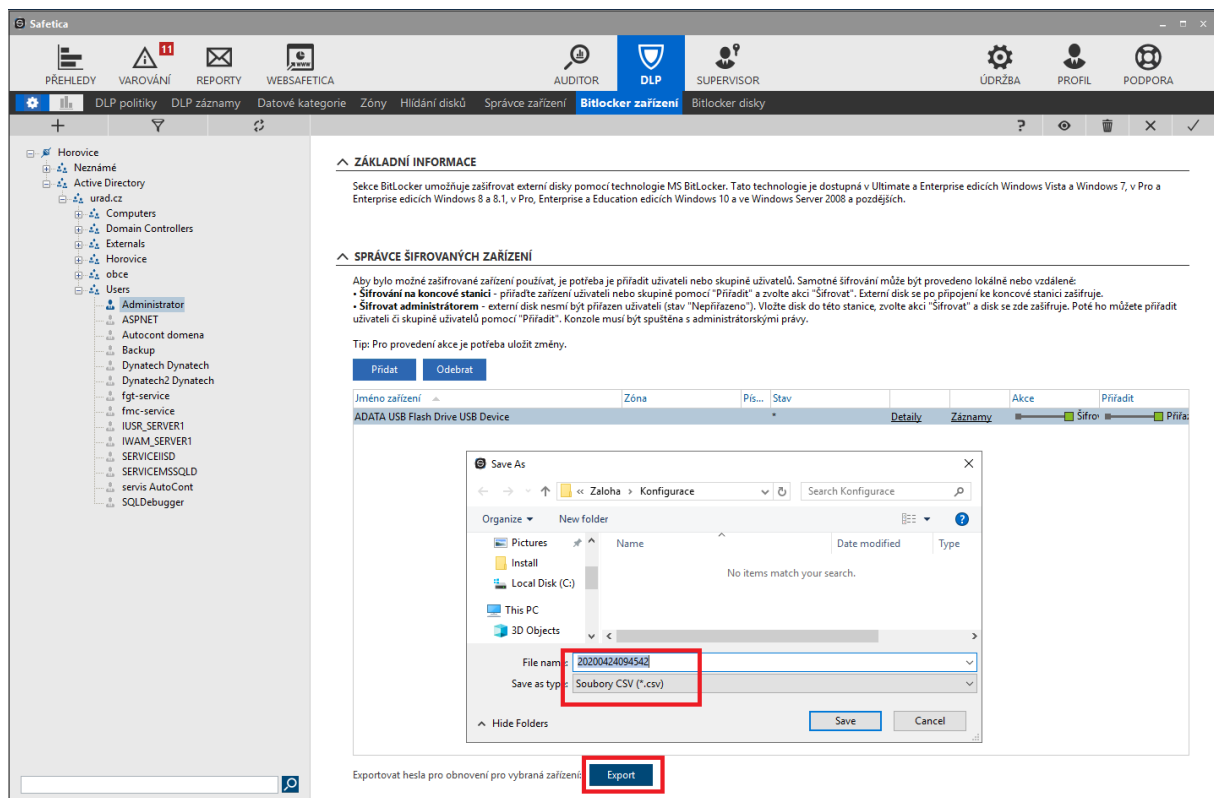 Safetica
11
PŘEHLEDY VAROVÁNÍ REPORTY WEBSAFETICA AUDITOR DLP SUPERVISOR ÚDRŽBA PROFIL PODPORA
DLP politiky DLP záznamy Datové kategorie Zóny Hlídání disků Správce zařízení Bitlocker zařízení Bitlocker disky
Horovice
Neznámé
Active Directory
urad.cz
Computers
Domain Controllers
Externals
Horovice
obce
Users
Administrator
ASPNET
Autocont domena
Backup
Dynatech Dynatech
Dynatech2 Dynatech
fgt-service
fmc-service
IUSR_SERVER1
IWAM_SERVER1
SERVICEIISD
SERVICEMSSQLD
servis AutoCont
SQLDebugger
ZÁKLADNÍ INFORMACE
Sekce BitLocker umožňuje zašifrovat externí disky pomocí technologie MS BitLocker. Tato technologie je dostupná v Ultimate a Enterprise edicích Windows Vista a Windows 7, v Pro a
Enterprise edicích Windows 8 a 8.1, v Pro, Enterprise a Education edicích Windows 10 a ve Windows Server 2008 a pozdějších.
SPRÁVCE ŠIFROVANÝCH ZAŘÍZENÍ
Aby bylo možné zašifrované zařízení používat, je potřeba je přiřadit uživateli nebo skupině uživatelů. Samotné šifrování může být provedeno lokálně nebo vzdáleně:
• Šifrování na koncové stanici - přiřaďte zařízení uživateli nebo skupině pomocí "Přiřadit" a zvolte akci "Šifrovat". Externí disk se po připojení ke koncové stanici zašifruje.
• Šifrovat administrátorem - externí disk nesmí být přiřazen uživateli (stav "Nepřiřazeno"). Vložte disk do této stanice, zvolte akci "Šifrovat" a disk se zde zašifruje. Poté ho můžete přiřadit
uživateli či skupině uživatelů pomocí "Přiřadit". Konzole musí být spuštěna s administrátorskými právy.
Tip: Pro provedení akce je potřeba uložit změny.
Přidat Odebrat
Jméno zařízení Zóna Pís... Stav Akce Přiřadit
ADATA USB Flash Drive USB Device * Detaily Záznamy Šifrov Přiřaz
Save As
« Zaloha › Konfigurace Search Konfigurace
Organize New folder
Pictures Name Date modified Type
Install No items match your search.
Local Disk (C:)
This PC
3D Objects
File name: 20200424094542
Save as type: Soubory CSV (*.csv)
Hide Folders Save Cancel
Exportovat hesla pro obnovení pro vybraná zařízení: Export